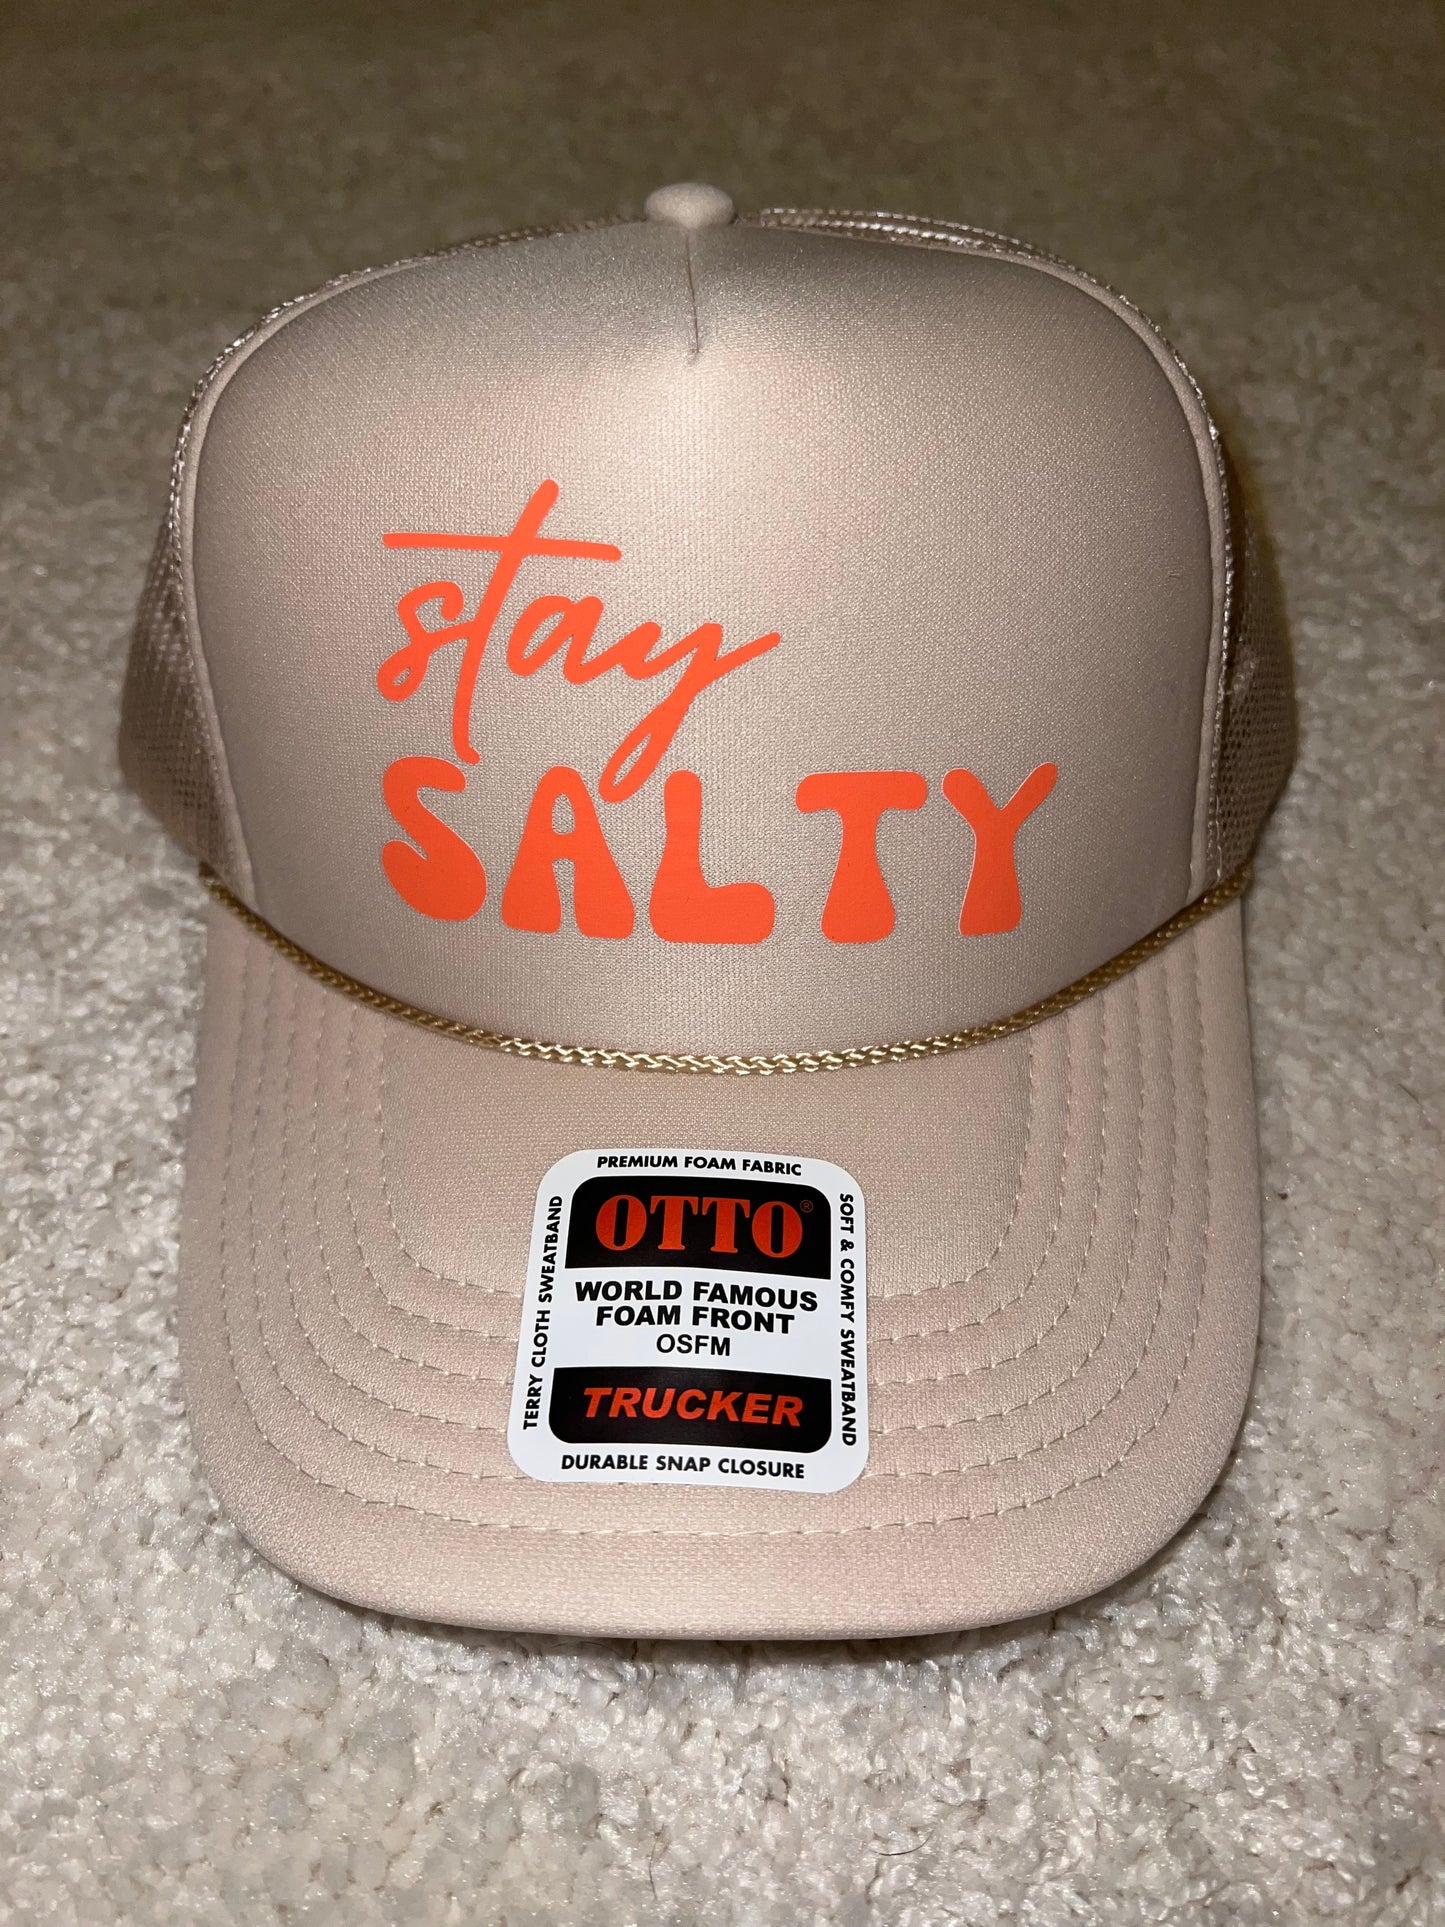 stay
SALTY
PREMIUM FOAM FABRIC
OTTO®
WORLD FAMOUS
FOAM FRONT
OSFM
TRUCKER
DURABLE SNAP CLOSURE
TERRY CLOTH SWEATBAND
SOFT & COMFY SWEATBAND